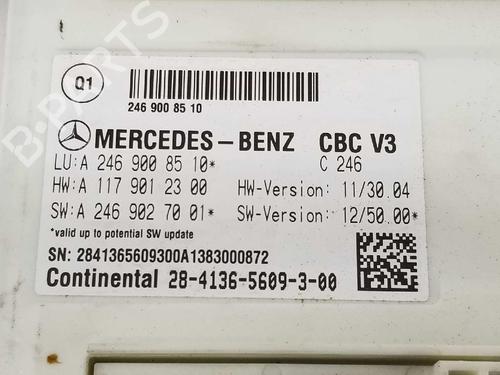 Q1
246 900 85 10
MERCEDES-BENZ CBC V3
LU:A 246 900 85 10* C 246
HW:A 117 901 23 00 HW-Version: 11/30.04
SW:A 246 902 70 01* SW-Version: 12/50.00*
*valid up to potential SW update
SN: 2841365609300A1383000872
Continental 28-4136-5609-3-00
B-PARTS